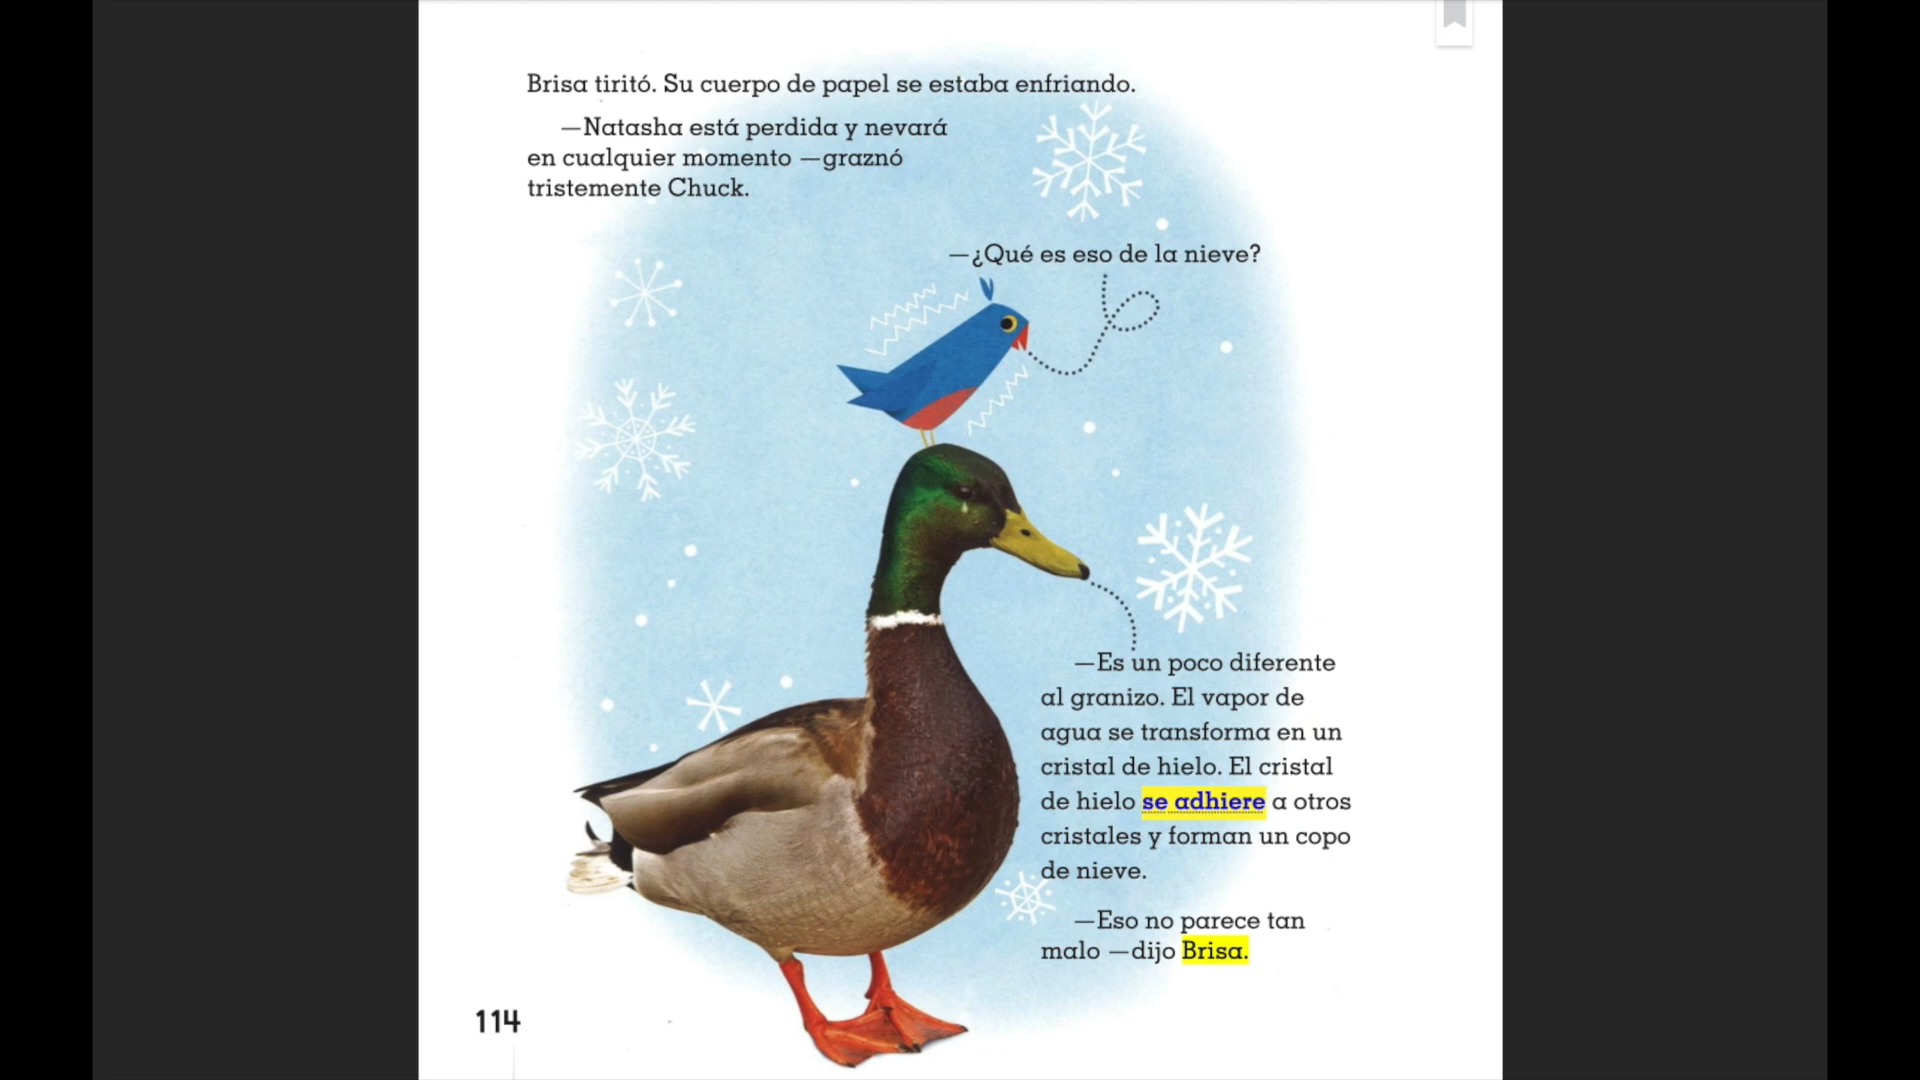 Brisa tiritó. Su cuerpo de papel se estaba enfriando.
—Natasha está perdida y nevará
en cualquier momento —graznó
tristemente Chuck.
—¿Qué es eso de la nieve?
—Es un poco diferente
al granizo. El vapor de
agua se transforma en un
cristal de hielo. El cristal
de hielo se adhiere a otros
cristales y forman un copo
de nieve.
—Eso no parece tan
malo —dijo Brisa.
114